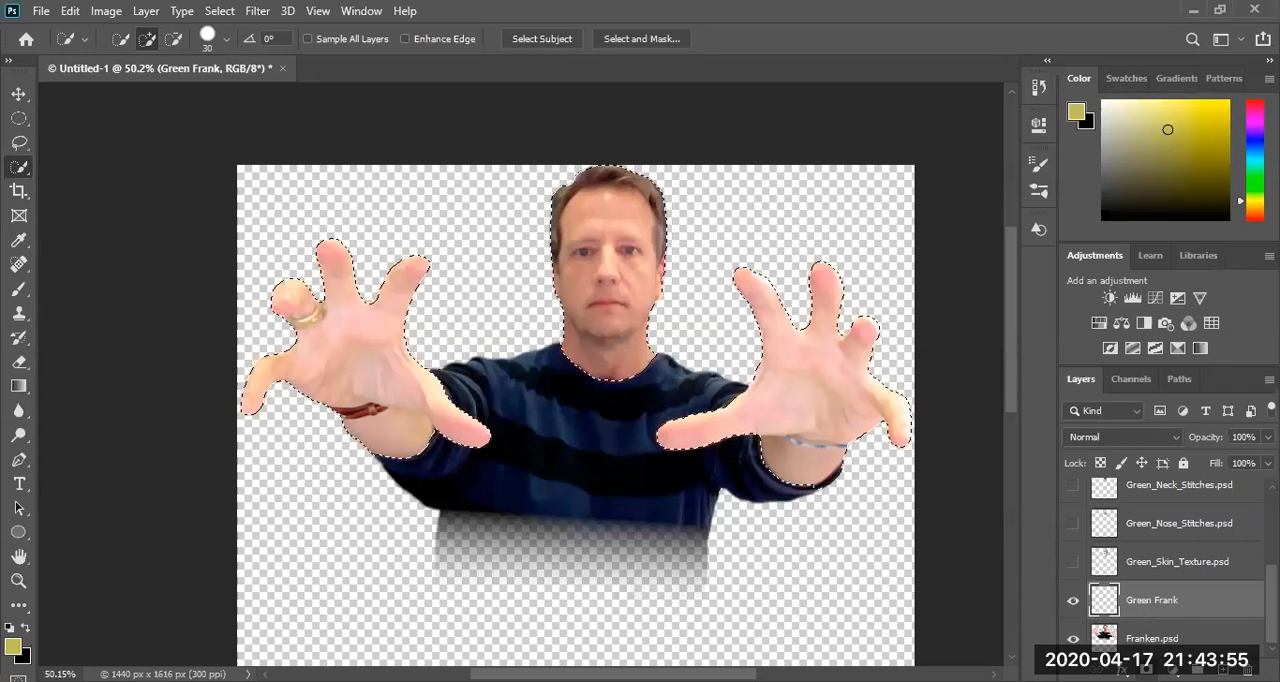 Ps File Edit Image Layer Type Select Filter 3D View Window Help
30 0° Sample All Layers Enhance Edge Select Subject Select and Mask...
© Untitled-1 @ 50.2% (Green Frank, RGB/8*) *
Color Swatches Gradients Patterns
Adjustments Learn Libraries
Add an adjustment
Layers Channels Paths
Kind
Normal Opacity: 100%
Lock: Fill: 100%
Green_Neck_Stitches.psd
Green_Nose_Stitches.psd
Green_Skin_Texture.psd
Green Frank
Franken.psd
2020-04-17 21:43:55
50.15% © 1440 px x 1616 px (300 ppi)